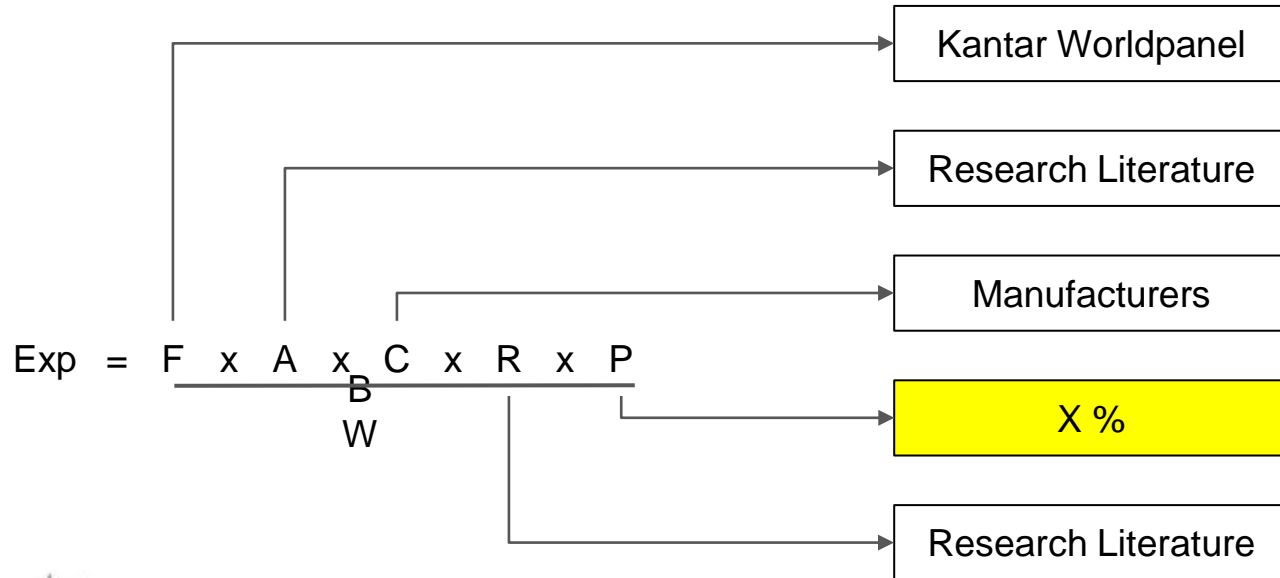 Kantar Worldpanel
Research Literature
Manufacturers
Exp = F x A x C x R x P
B
W
X %
Research Literature